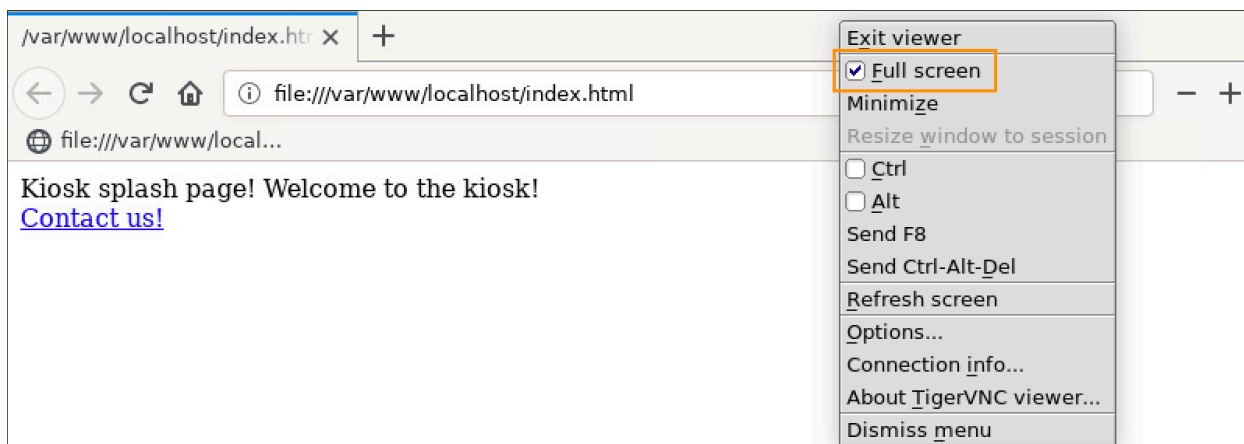 /var/www/localhost/index.htm
file:///var/www/localhost/index.html
file:///var/www/local...
Kiosk splash page! Welcome to the kiosk!
Contact us!
Exit viewer
Full screen
Minimize
Resize window to session
Ctrl
Alt
Send F8
Send Ctrl-Alt-Del
Refresh screen
Options...
Connection info...
About TigerVNC viewer...
Dismiss menu